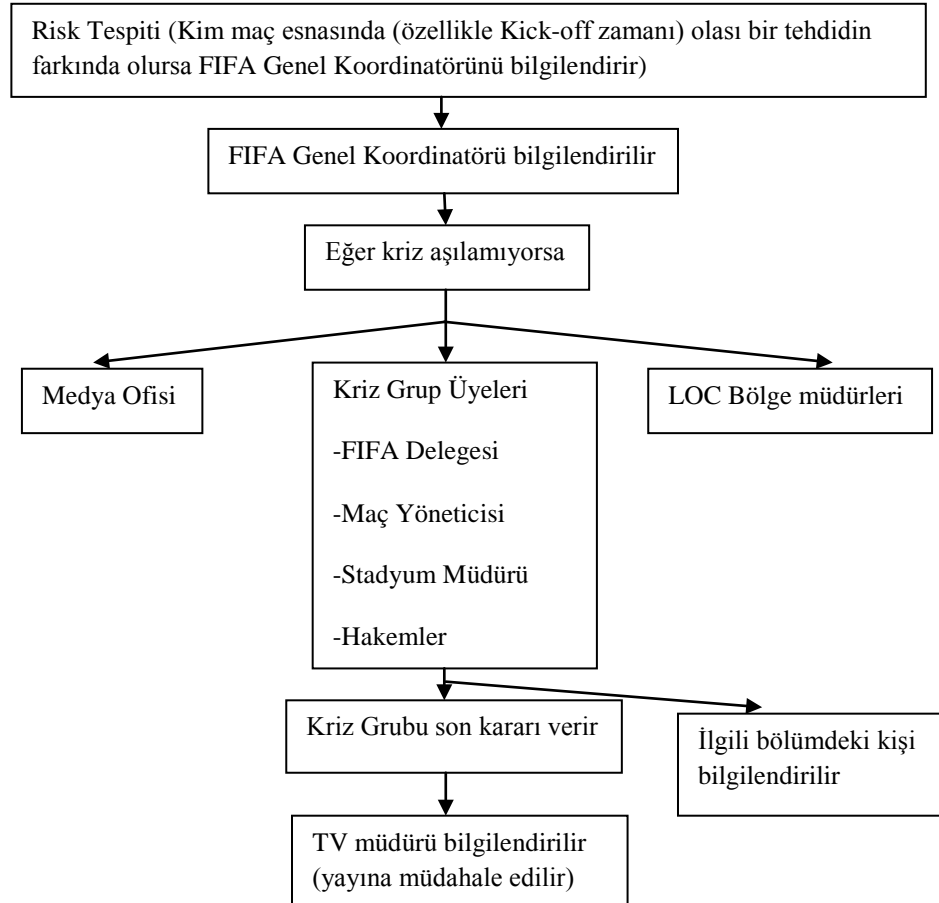 Risk Tespiti (Kim maç esnasında (özellikle Kick-off zamanı) olası bir tehdidin
farkında olursa FIFA Genel Koordinatörünü bilgilendirir)
FIFA Genel Koordinatörü bilgilendirilir
Eğer kriz aşılamıyorsa
Medya Ofisi
Kriz Grup Üyeleri
-FIFA Delegesi
-Maç Yöneticisi
-Stadyum Müdürü
-Hakemler
LOC Bölge müdürleri
Kriz Grubu son kararı verir
İlgili bölümdeki kişi
bilgilendirilir
TV müdürü bilgilendirilir
(yayına müdahale edilir)